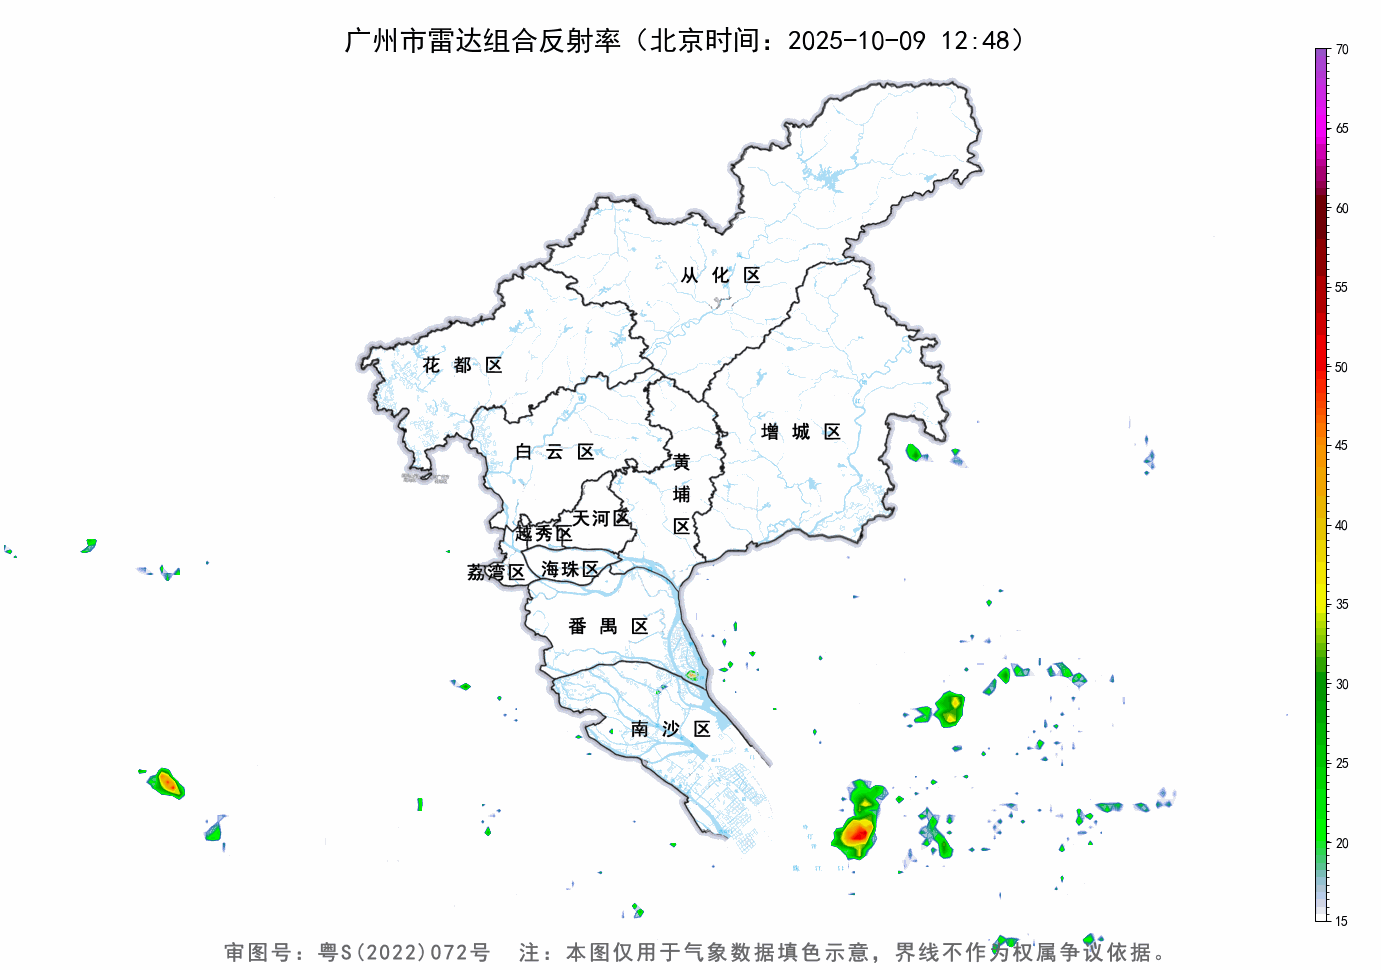 广州市雷达组合反射率（北京时间：2025-10-09 12:48）
70
65
60
55
50
45
40
35
30
25
20
15
从化区
花都区
增城区
白云区
黄埔区
天河区
越秀区
海珠区
荔湾区
番禺区
南沙区
审图号：粤S(2022)072号 注：本图仅用于气象数据填色示意，界线不作为权属争议依据。